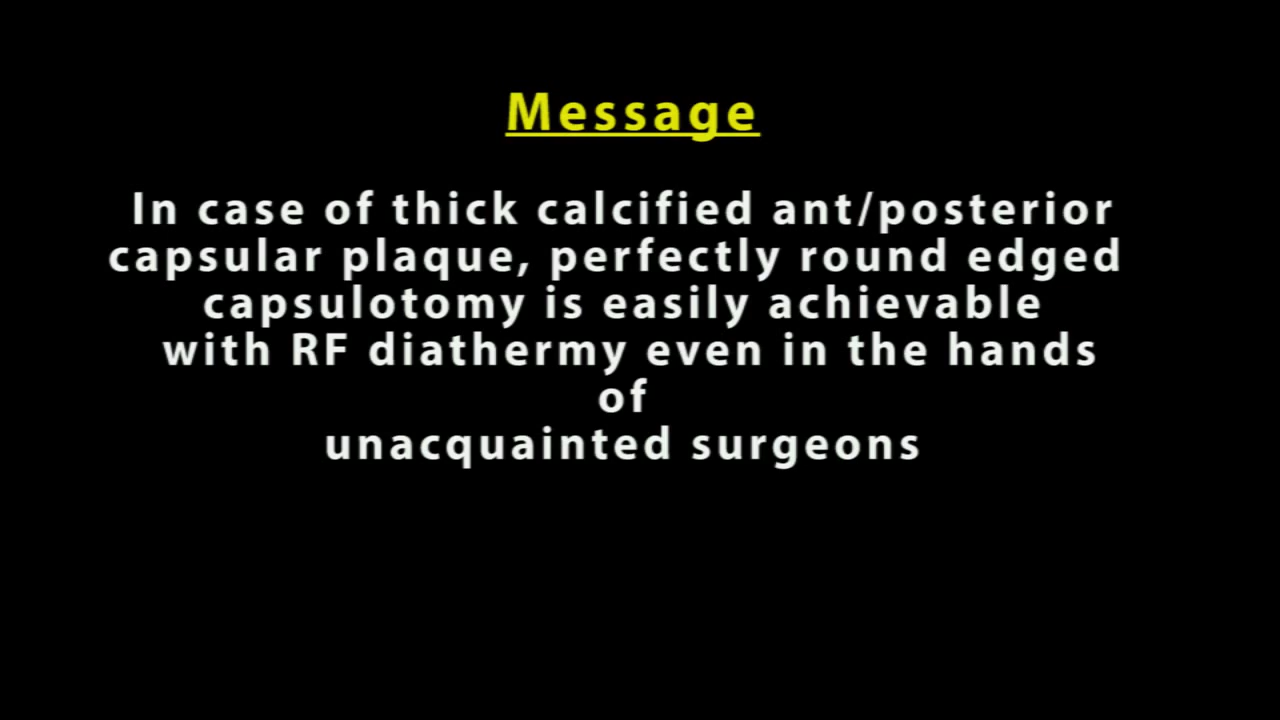 Message
In case of thick calcified ant/posterior
capsular plaque, perfectly round edged
capsulotomy is easily achievable
with RF diathermy even in the hands
of
unacquainted surgeons